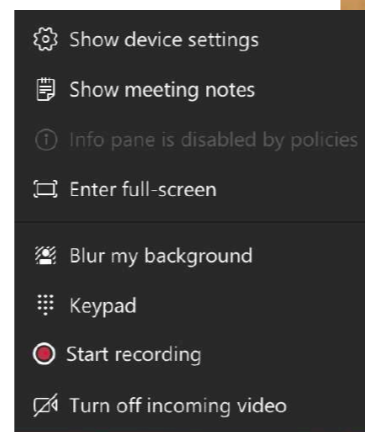 Show device settings
Show meeting notes
Info pane is disabled by policies
Enter full-screen
Blur my background
Keypad
Start recording
Turn off incoming video